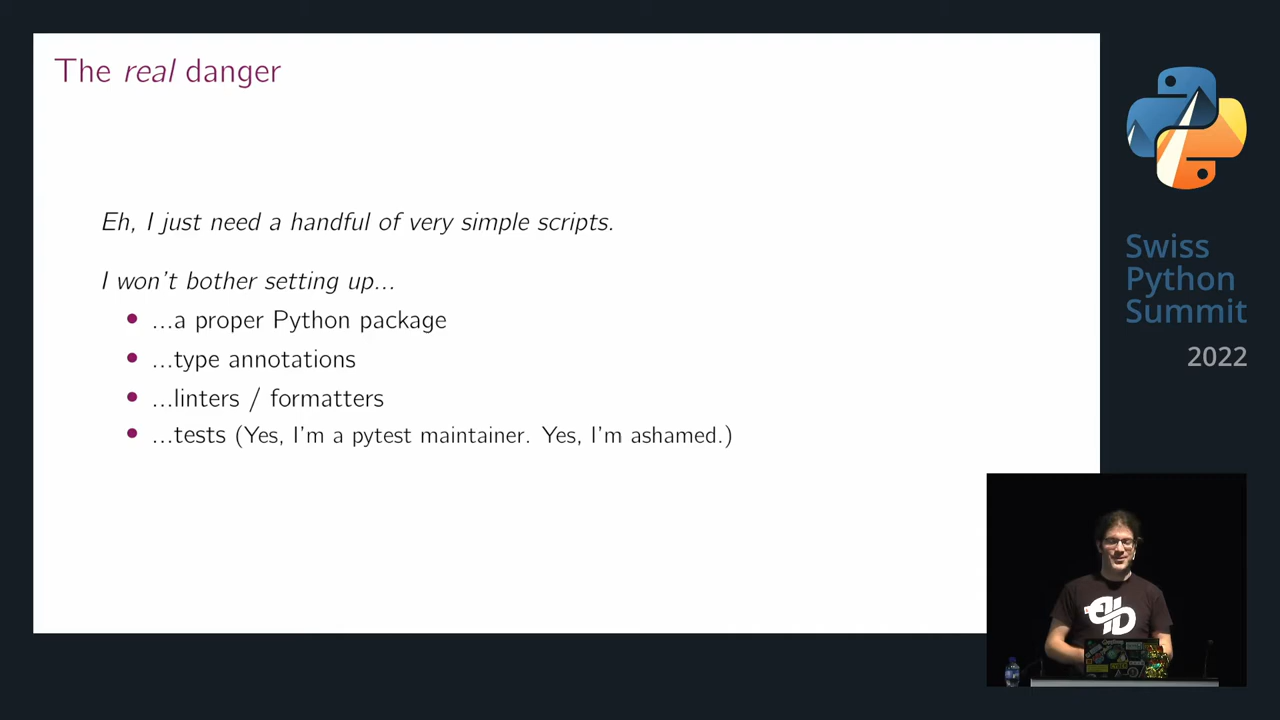 The real danger
Eh, I just need a handful of very simple scripts.
I won't bother setting up...
...a proper Python package
...type annotations
...linters / formatters
...tests (Yes, I'm a pytest maintainer. Yes, I'm ashamed.)
Swiss
Python
Summit
2022